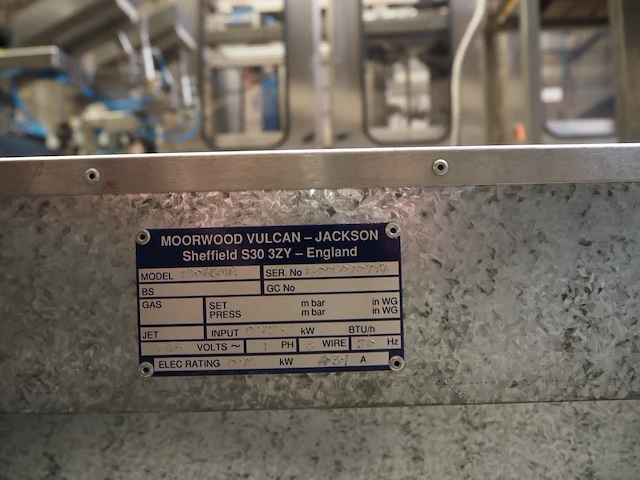 MOORWOOD VULCAN – JACKSON
Sheffield S30 3ZY – England
MODEL SER. No
BS GC No
GAS SET m bar in WG
PRESS m bar in WG
JET INPUT kW BTU/h
VOLTS ~ 1 PH WIRE Hz
ELEC RATING kW A